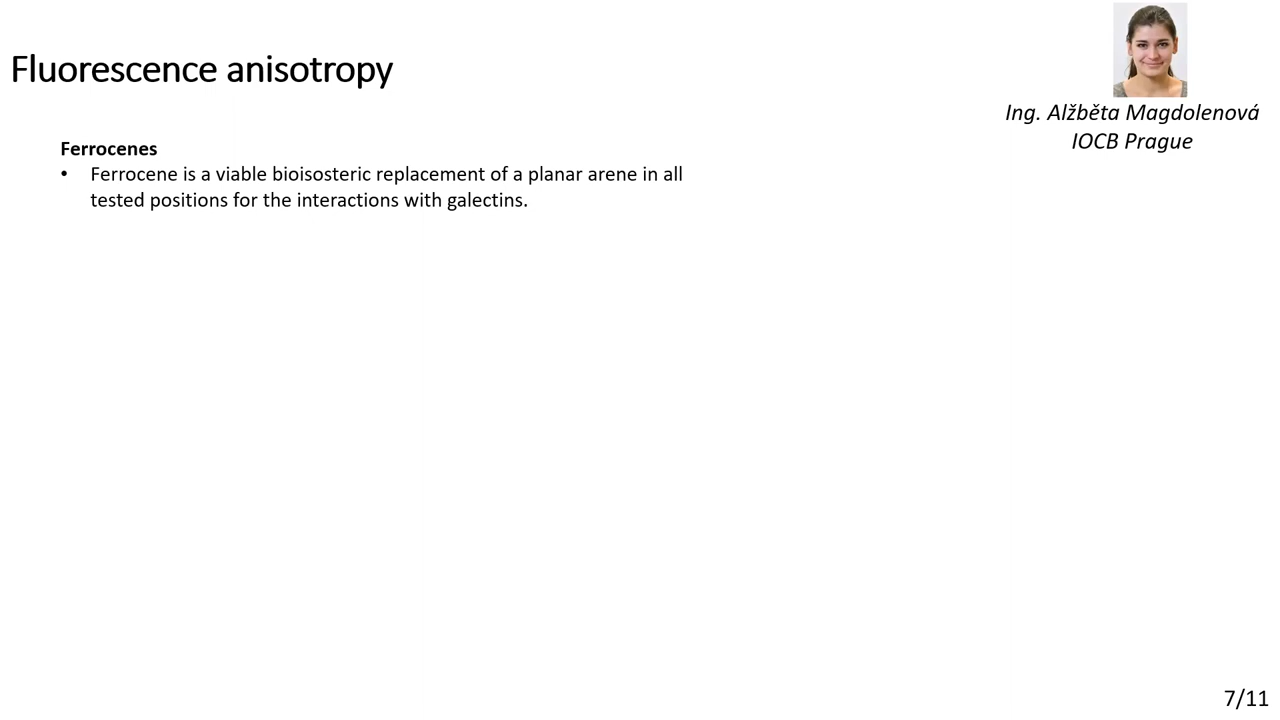 Fluorescence anisotropy
Ing. Alžběta Magdolenová
IOCB Prague
Ferrocenes
• Ferrocene is a viable bioisosteric replacement of a planar arene in all
tested positions for the interactions with galectins.
7/11